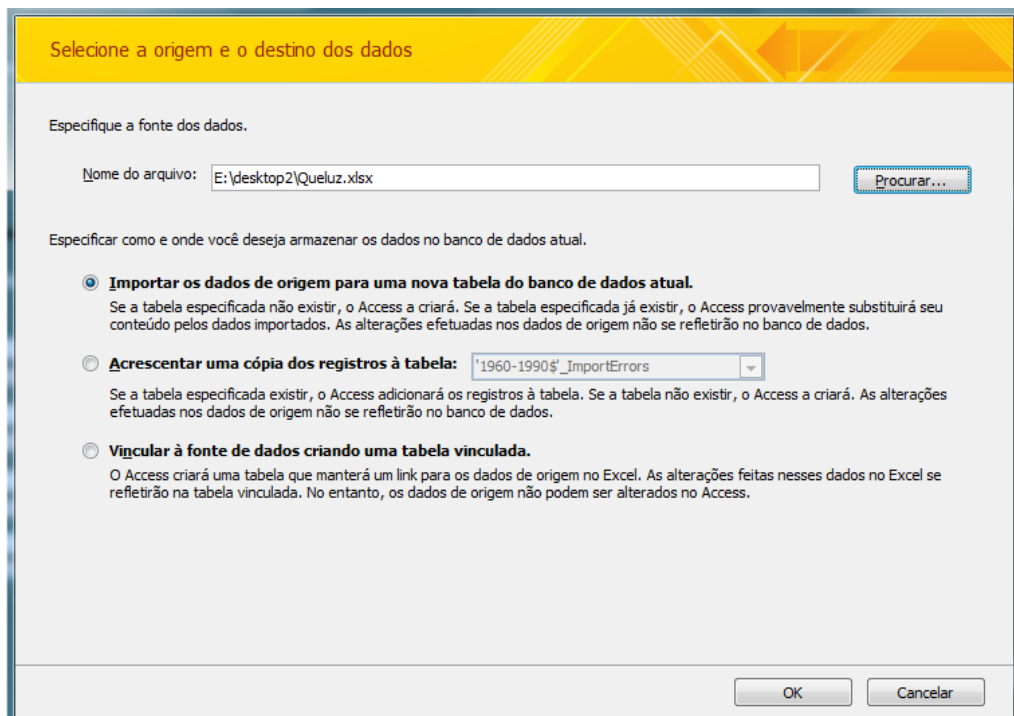 Selecione a origem e o destino dos dados
Especifique a fonte dos dados.
Nome do arquivo: E:\desktop2\Queluz.xlsx Procurar...
Especificar como e onde você deseja armazenar os dados no banco de dados atual.
Importar os dados de origem para uma nova tabela do banco de dados atual.
Se a tabela especificada não existir, o Access a criará. Se a tabela especificada já existir, o Access provavelmente substituirá seu
conteúdo pelos dados importados. As alterações efetuadas nos dados de origem não se refletirão no banco de dados.
Acrescentar uma cópia dos registros à tabela: '1960-1990$'_ImportErrors
Se a tabela especificada existir, o Access adicionará os registros à tabela. Se a tabela não existir, o Access a criará. As alterações
efetuadas nos dados de origem não se refletirão no banco de dados.
Vincular à fonte de dados criando uma tabela vinculada.
O Access criará uma tabela que manterá um link para os dados de origem no Excel. As alterações feitas nesses dados no Excel se
refletirão na tabela vinculada. No entanto, os dados de origem não podem ser alterados no Access.
OK Cancelar